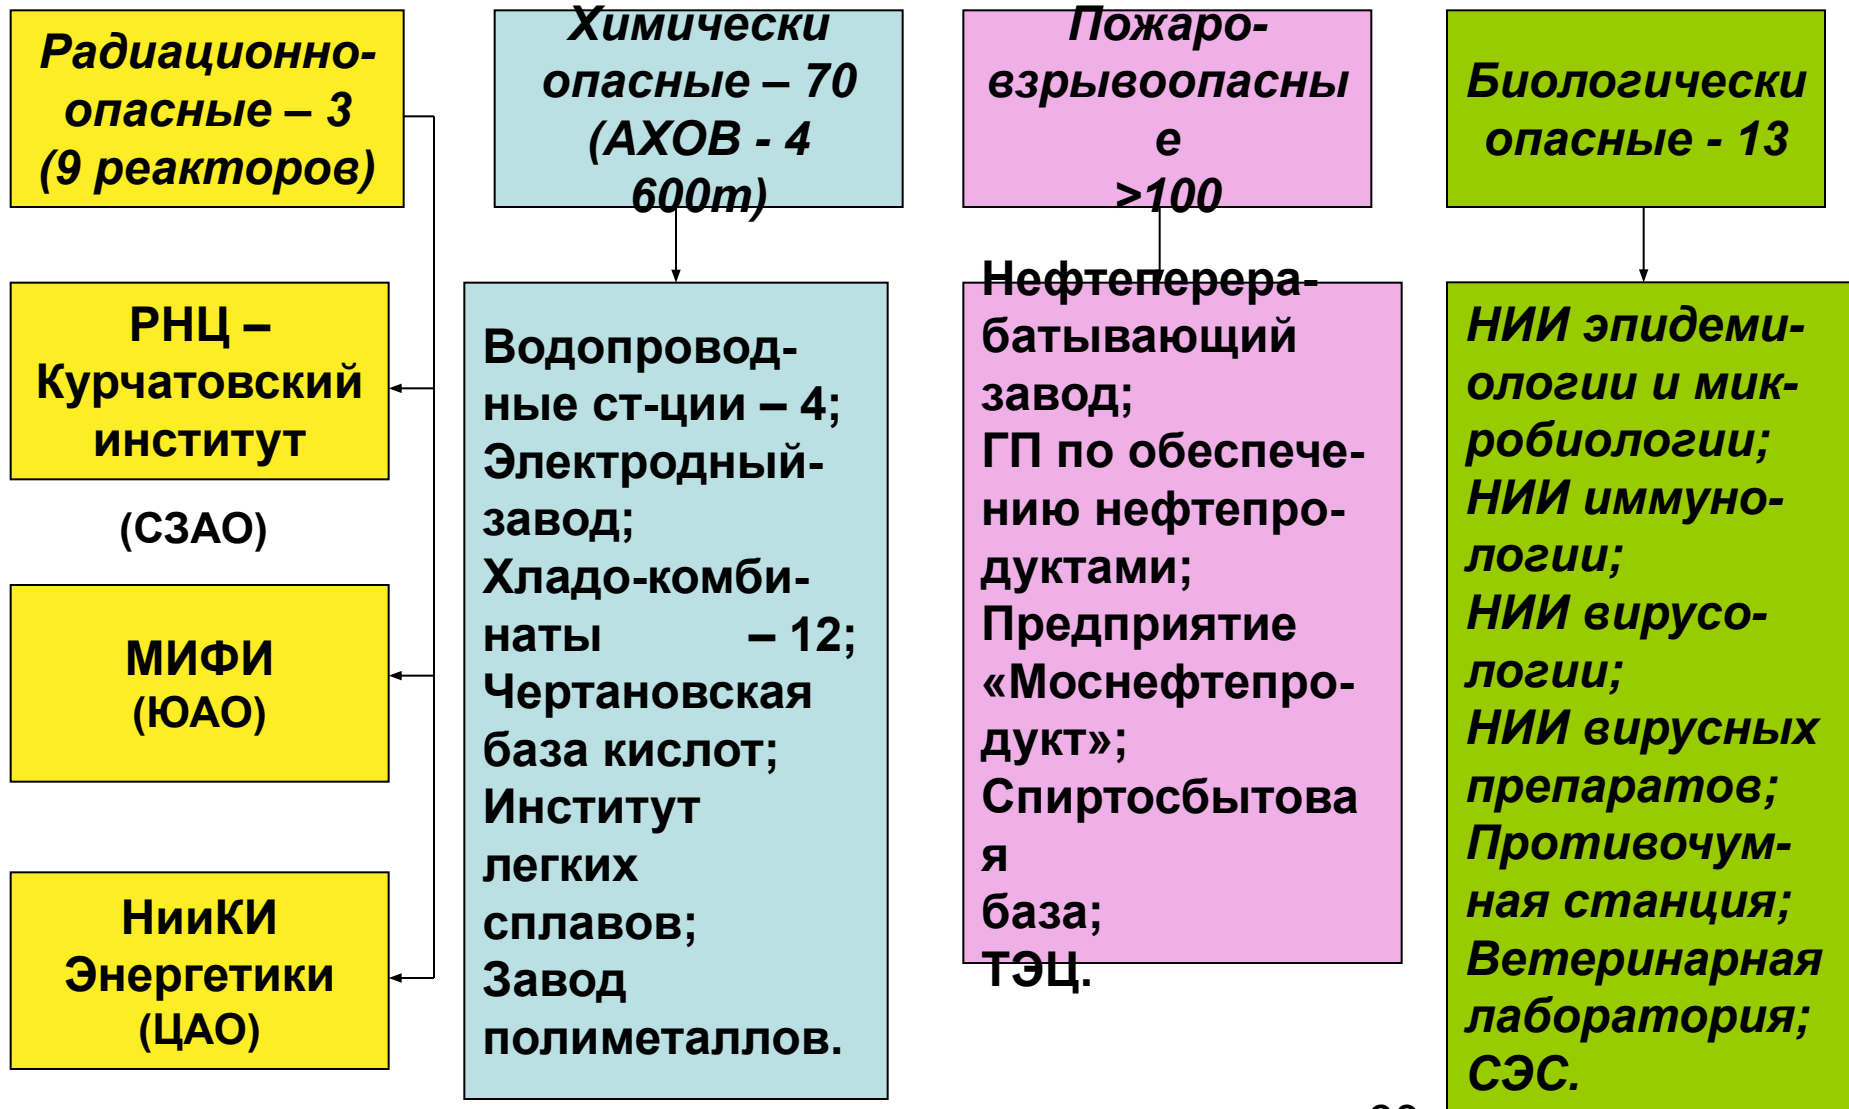 Радиационно-
опасные – 3
(9 реакторов)
РНЦ –
Курчатовский
институт
(СЗАО)
МИФИ
(ЮАО)
НииКИ
Энергетики
(ЦАО)
Химически
опасные – 70
(АХОВ - 4
600т)
Водопровод-
ные ст-ции – 4;
Электродный-
завод;
Хладо-комби-
наты – 12;
Чертановская
база кислот;
Институт
легких
сплавов;
Завод
полиметаллов.
Пожаро-
взрывоопасны
е
>100
Нефтеперера-
батывающий
завод;
ГП по обеспече-
нию нефтепро-
дуктами;
Предприятие
«Моснефтепро-
дукт»;
Спиртосбытова
я
база;
ТЭЦ.
Биологически
опасные - 13
НИИ эпидеми-
ологии и мик-
робиологии;
НИИ иммуно-
логии;
НИИ вирусо-
логии;
НИИ вирусных
препаратов;
Противочум-
ная станция;
Ветеринарная
лаборатория;
СЭС.